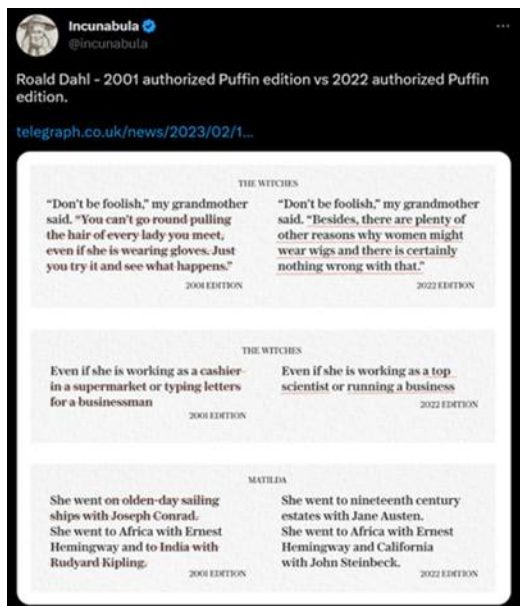 Incunabula
@incunabula
Roald Dahl - 2001 authorized Puffin edition vs 2022 authorized Puffin
edition.
telegraph.co.uk/news/2023/02/1...
THE WITCHES
“Don't be foolish,” my grandmother
said. “You can't go round pulling
the hair of every lady you meet,
even if she is wearing gloves. Just
you try it and see what happens.”
2001 EDITION
“Don't be foolish,” my grandmother
said. “Besides, there are plenty of
other reasons why women might
wear wigs and there is certainly
nothing wrong with that.”
2022 EDITION
THE WITCHES
Even if she is working as a cashier
in a supermarket or typing letters
for a businessman
2001 EDITION
Even if she is working as a top
scientist or running a business
2022 EDITION
MATILDA
She went on olden-day sailing
ships with Joseph Conrad.
She went to Africa with Ernest
Hemingway and to India with
Rudyard Kipling.
2001 EDITION
She went to nineteenth century
estates with Jane Austen.
She went to Africa with Ernest
Hemingway and California
with John Steinbeck.
2022 EDITION